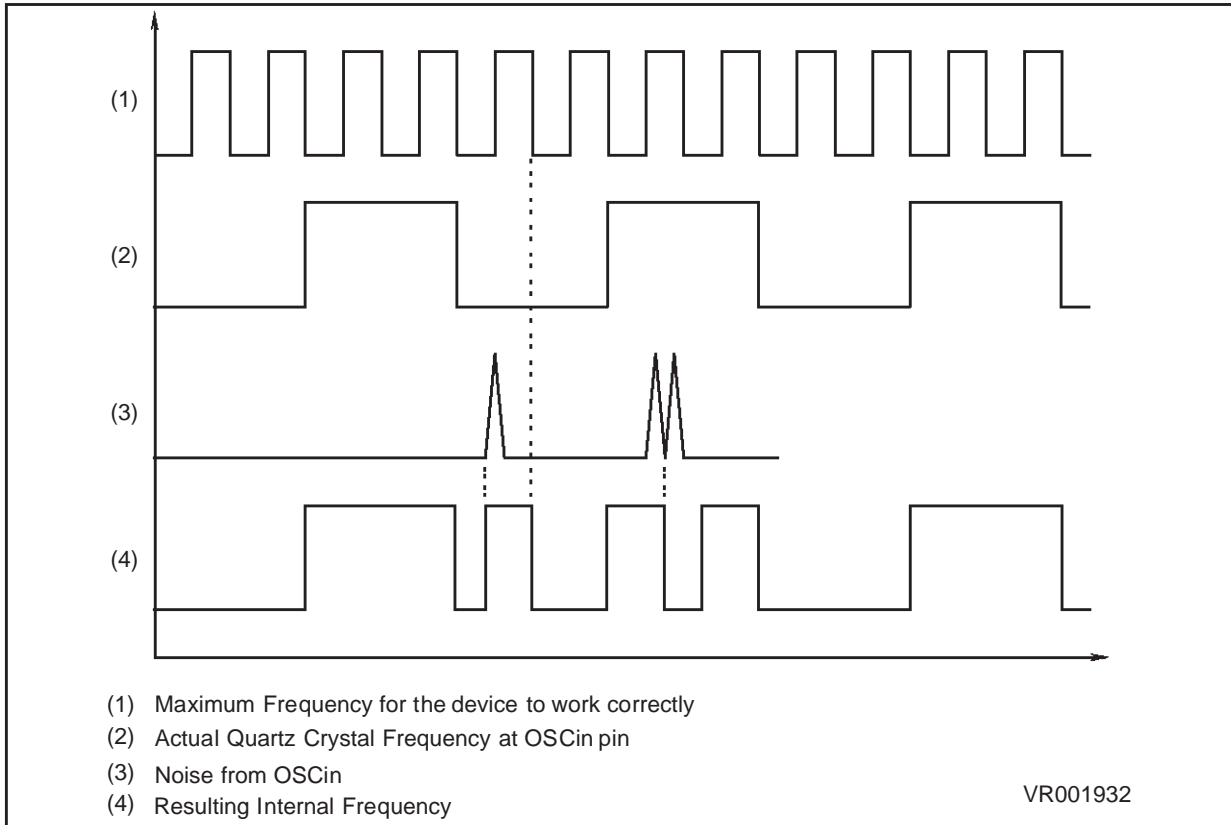 (1)
(2)
(3)
(4)
(1) Maximum Frequency for the device to work correctly
(2) Actual Quartz Crystal Frequency at OSCin pin
(3) Noise from OSCin
(4) Resulting Internal Frequency
VR001932